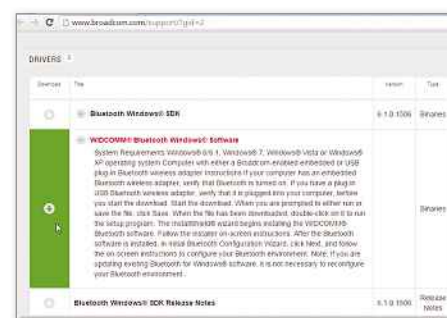 www.broadcom.com/support/?gid=2
DRIVERS 3
Download Title Version Type
Bluetooth Windows® SDK 6.1.0.1506 Binaries
WIDCOMM® Bluetooth Windows® Software
System Requirements Windows® 8/8.1, Windows® 7, Windows® Vista or Windows®
XP operating system Computer with either a Broadcom-enabled embedded or USB
plug-in Bluetooth wireless adapter Instructions If your computer has an embedded
Bluetooth wireless adapter, verify that Bluetooth is turned on. If you have a plug-in
USB Bluetooth wireless adapter, verify that it is plugged into your computer, before
you start the download. Start the download. When you are prompted to either run or
save the file, click Save. When the file has been downloaded, double-click on it to run
the setup program. The InstallShield® wizard begins installing the WIDCOMM®
Bluetooth software. Follow the installer on-screen instructions. After the Bluetooth
software is installed, in Initial Bluetooth Configuration Wizard, click Next, and follow
the on-screen instructions to configure your Bluetooth environment. Note, if you are
updating existing Bluetooth for Windows® software, it is not necessary to reconfigure
your Bluetooth environment.
Binaries
Bluetooth Windows® SDK Release Notes 6.1.0.1506 Release
Notes